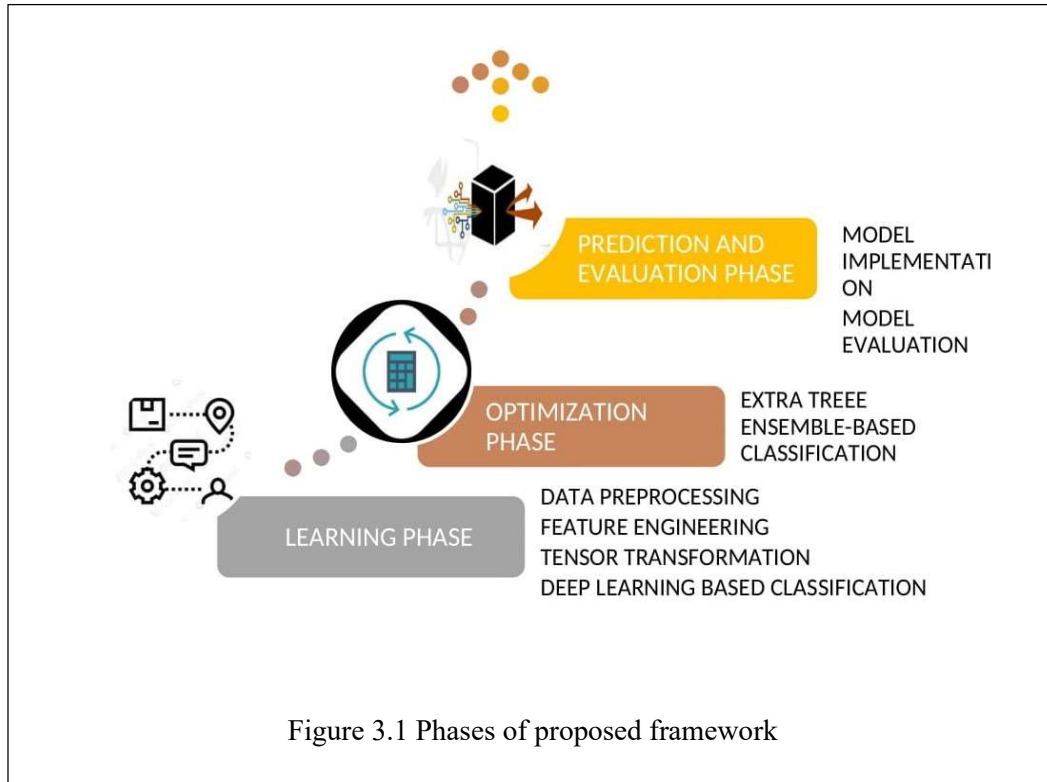 PREDICTION AND
EVALUATION PHASE
MODEL
IMPLEMENTATI
ON
MODEL
EVALUATION
OPTIMIZATION
PHASE
EXTRA TREEE
ENSEMBLE-BASED
CLASSIFICATION
LEARNING PHASE
DATA PREPROCESSING
FEATURE ENGINEERING
TENSOR TRANSFORMATION
DEEP LEARNING BASED CLASSIFICATION
Figure 3.1 Phases of proposed framework